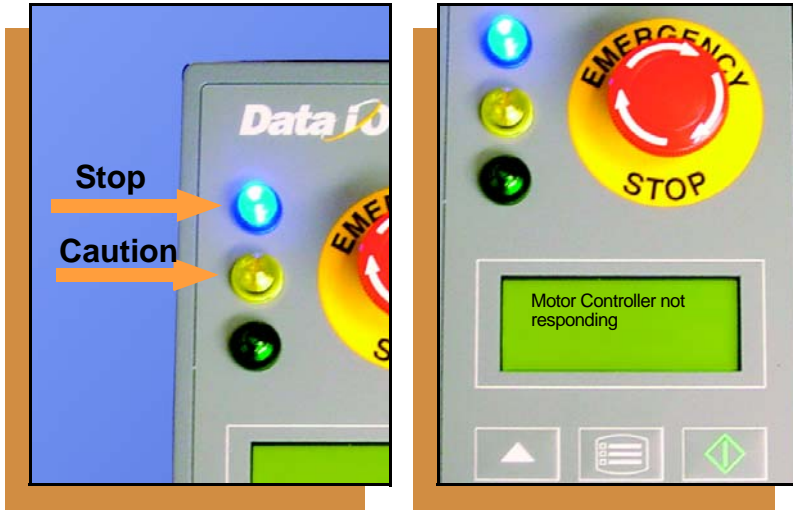 Data i/O
Stop
Caution
EMERGENCY
STOP
Motor Controller not
responding